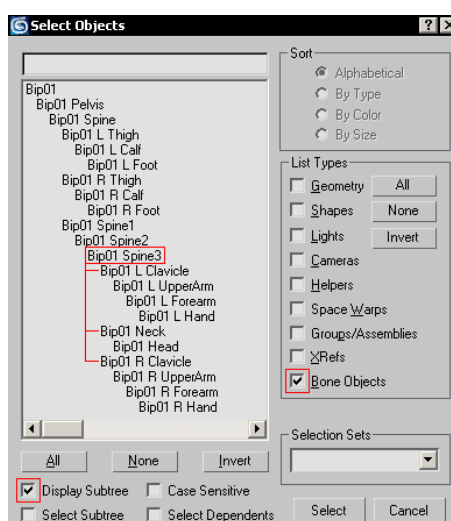 Select Objects
Bip01
Bip01 Pelvis
Bip01 Spine
Bip01 L Thigh
Bip01 L Calf
Bip01 L Foot
Bip01 R Thigh
Bip01 R Calf
Bip01 R Foot
Bip01 Spine1
Bip01 Spine2
Bip01 Spine3
Bip01 L Clavicle
Bip01 L UpperArm
Bip01 L Forearm
Bip01 L Hand
Bip01 Neck
Bip01 Head
Bip01 R Clavicle
Bip01 R UpperArm
Bip01 R Forearm
Bip01 R Hand
All None Invert
Display Subtree Case Sensitive
Select Subtree Select Dependents
Sort
Alphabetical
By Type
By Color
By Size
List Types
Geometry All
Shapes None
Lights Invert
Cameras
Helpers
Space Warps
Groups/Assemblies
XRefs
Bone Objects
Selection Sets
Select Cancel